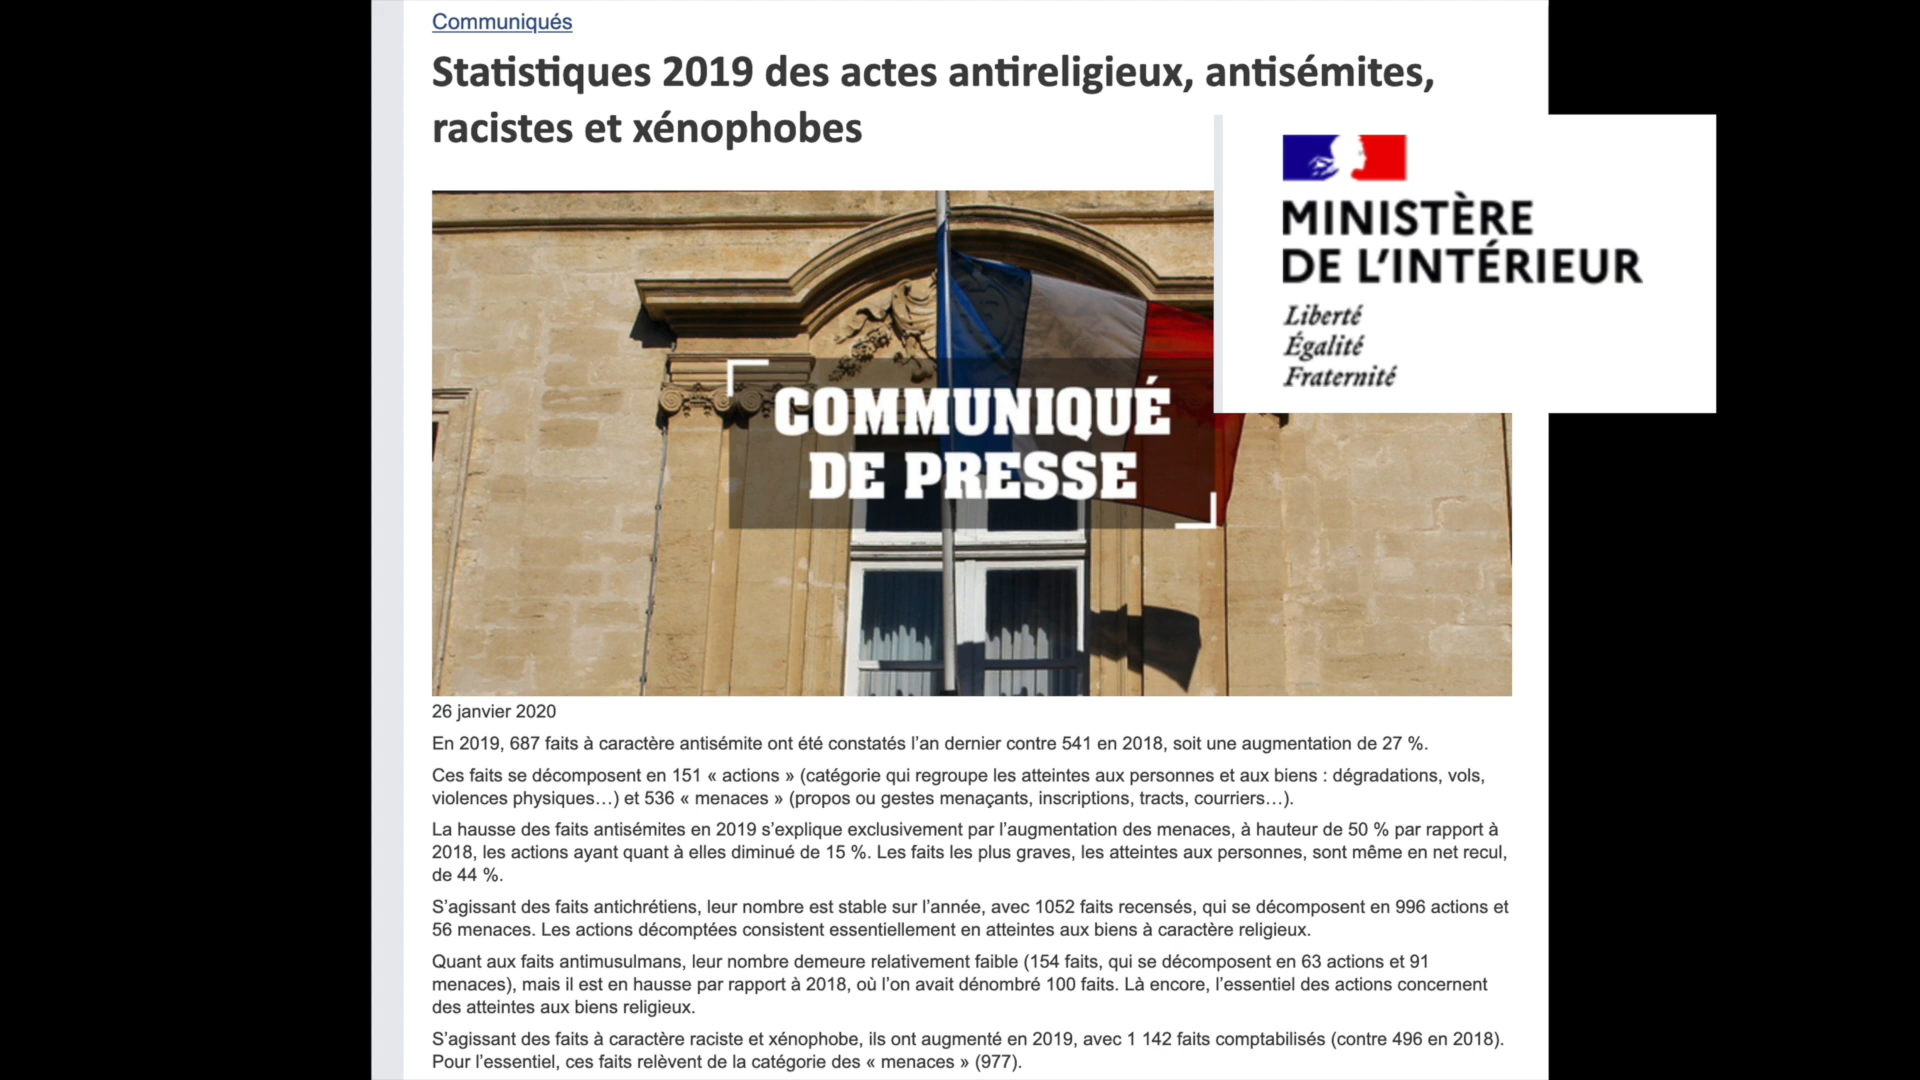 Communiqués
Statistiques 2019 des actes antireligieux, antisémites,
racistes et xénophobes
MINISTÈRE
DE L'INTÉRIEUR
Liberté
Égalité
Fraternité
COMMUNIQUÉ
DE PRESSE
26 janvier 2020
En 2019, 687 faits à caractère antisémite ont été constatés l'an dernier contre 541 en 2018, soit une augmentation de 27 %.
Ces faits se décomposent en 151 « actions » (catégorie qui regroupe les atteintes aux personnes et aux biens : dégradations, vols,
violences physiques…) et 536 « menaces » (propos ou gestes menaçants, inscriptions, tracts, courriers…).
La hausse des faits antisémites en 2019 s'explique exclusivement par l'augmentation des menaces, à hauteur de 50 % par rapport à
2018, les actions ayant quant à elles diminué de 15 %. Les faits les plus graves, les atteintes aux personnes, sont même en net recul,
de 44 %.
S'agissant des faits antichrétiens, leur nombre est stable sur l'année, avec 1052 faits recensés, qui se décomposent en 996 actions et
56 menaces. Les actions décomptées consistent essentiellement en atteintes aux biens à caractère religieux.
Quant aux faits antimusulmans, leur nombre demeure relativement faible (154 faits, qui se décomposent en 63 actions et 91
menaces), mais il est en hausse par rapport à 2018, où l'on avait dénombré 100 faits. Là encore, l'essentiel des actions concernent
des atteintes aux biens religieux.
S'agissant des faits à caractère raciste et xénophobe, ils ont augmenté en 2019, avec 1 142 faits comptabilisés (contre 496 en 2018).
Pour l'essentiel, ces faits relèvent de la catégorie des « menaces » (977).